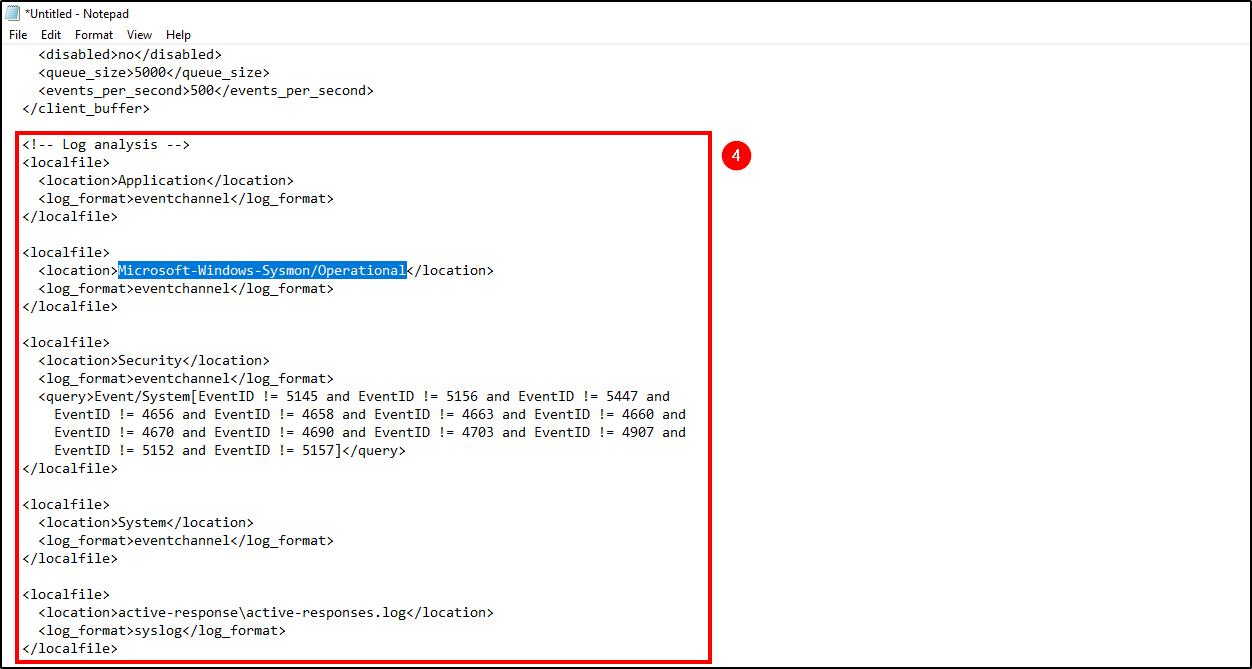 *Untitled - Notepad
File Edit Format View Help
<disabled>no</disabled>
<queue_size>5000</queue_size>
<events_per_second>500</events_per_second>
</client_buffer>
<!-- Log analysis -->
4
<localfile>
<location>Application</location>
<log_format>eventchannel</log_format>
</localfile>
<localfile>
<location>Microsoft-Windows-Sysmon/Operational</location>
<log_format>eventchannel</log_format>
</localfile>
<localfile>
<location>Security</location>
<log_format>eventchannel</log_format>
<query>Event/System[EventID != 5145 and EventID != 5156 and EventID != 5447 and
EventID != 4656 and EventID != 4658 and EventID != 4663 and EventID != 4660 and
EventID != 4670 and EventID != 4690 and EventID != 4703 and EventID != 4907 and
EventID != 5152 and EventID != 5157]</query>
</localfile>
<localfile>
<location>System</location>
<log_format>eventchannel</log_format>
</localfile>
<localfile>
<location>active-response\active-responses.log</location>
<log_format>syslog</log_format>
</localfile>